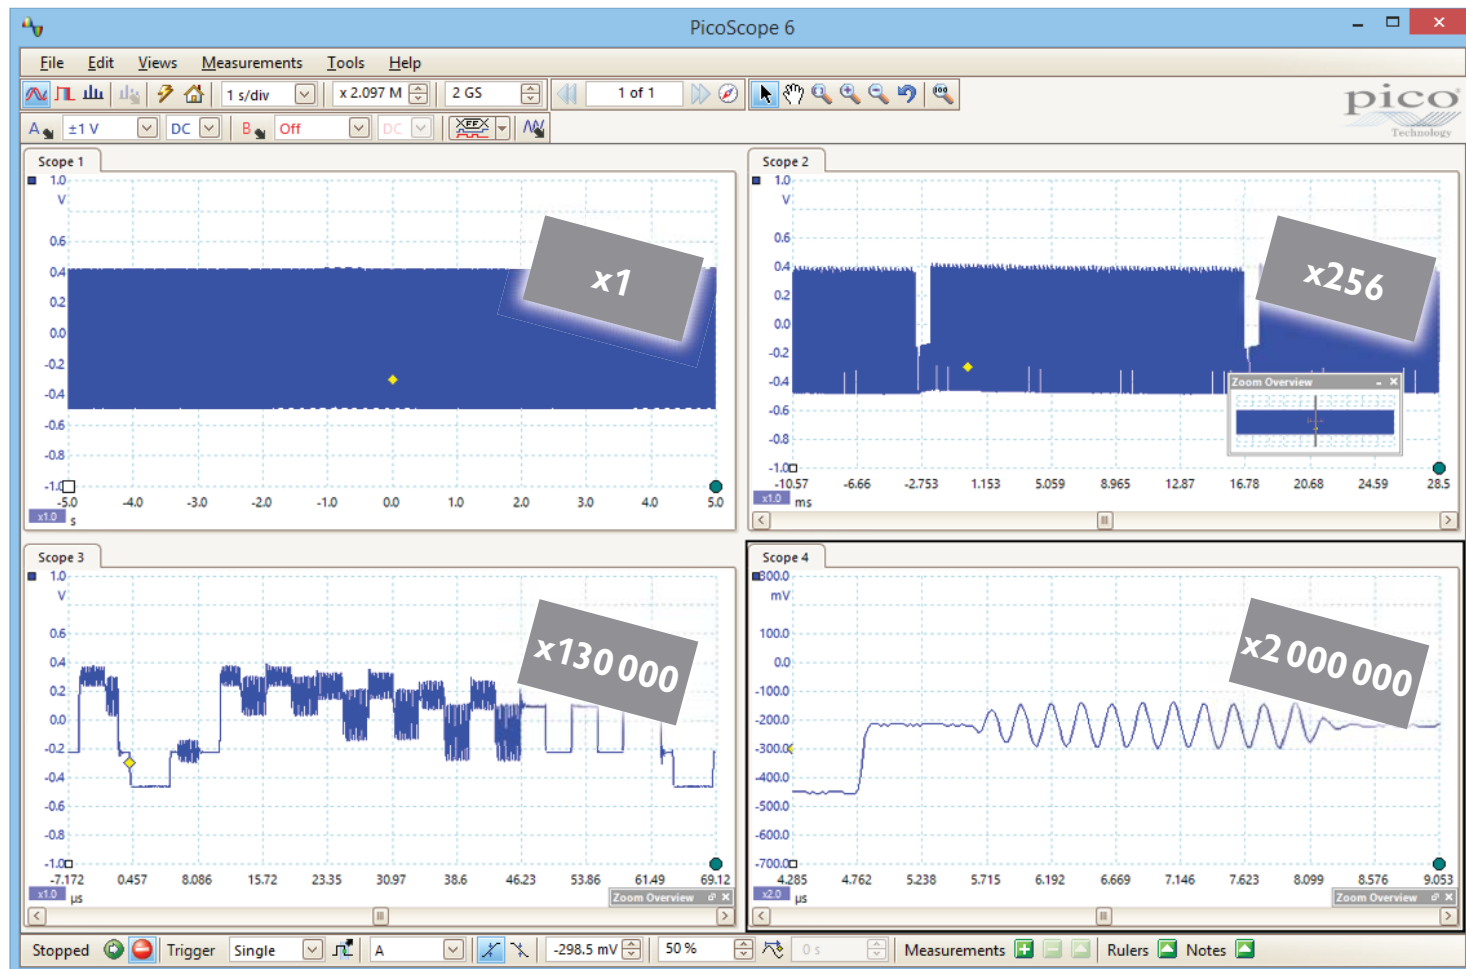 PicoScope 6
File Edit Views Measurements Tools Help
1 s/div x 2.097 M 2 GS 1 of 1
A ±1 V DC B Off DC
pico
Technology
Scope 1
1.0
V
0.6
0.4
0.2
0.0
-0.2
-0.4
-0.6
-0.8
-1.0
-5.0 -4.0 -3.0 -2.0 -1.0 0.0 1.0 2.0 3.0 4.0 5.0
x1.0 s
x1
Scope 2
1.0
V
0.6
0.4
0.2
0.0
-0.2
-0.4
-0.6
-0.8
-1.0
-10.57 -6.66 -2.753 1.153 5.059 8.965 12.87 16.78 20.68 24.59 28.5
x1.0 ms
x256
Zoom Overview
Scope 3
1.0
V
0.6
0.4
0.2
0.0
-0.2
-0.4
-0.6
-0.8
-1.0
-7.172 0.457 8.086 15.72 23.35 30.97 38.6 46.23 53.86 61.49 69.12
x1.0 µs
x130 000
Zoom Overview
Scope 4
300.0
mV
100.0
0.0
-100.0
-200.0
-300.0
-400.0
-500.0
-600.0
-700.0
4.285 4.762 5.238 5.715 6.192 6.669 7.146 7.623 8.099 8.576 9.053
x2.0 µs
x2 000 000
Zoom Overview
Stopped Trigger Single A -298.5 mV 50 % 0 s Measurements Rulers Notes